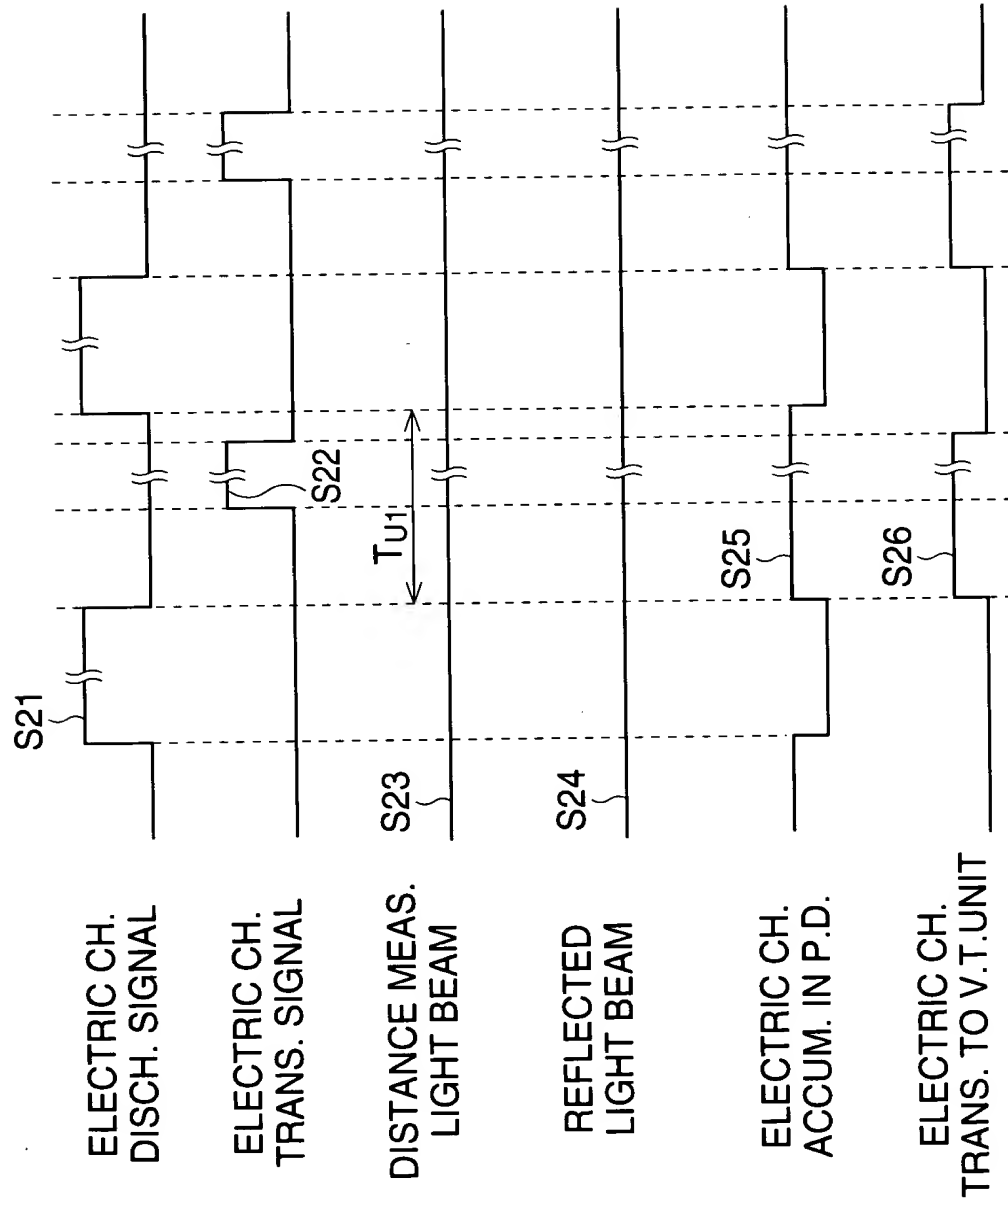 ELECTRIC CH.
DISCH. SIGNAL
S21
ELECTRIC CH.
TRANS. SIGNAL
S22
DISTANCE MEAS.
LIGHT BEAM
S23
TU1
REFLECTED
LIGHT BEAM
S24
ELECTRIC CH.
ACCUM. IN P.D.
S25
ELECTRIC CH.
TRANS. TO V.T.UNIT
S26